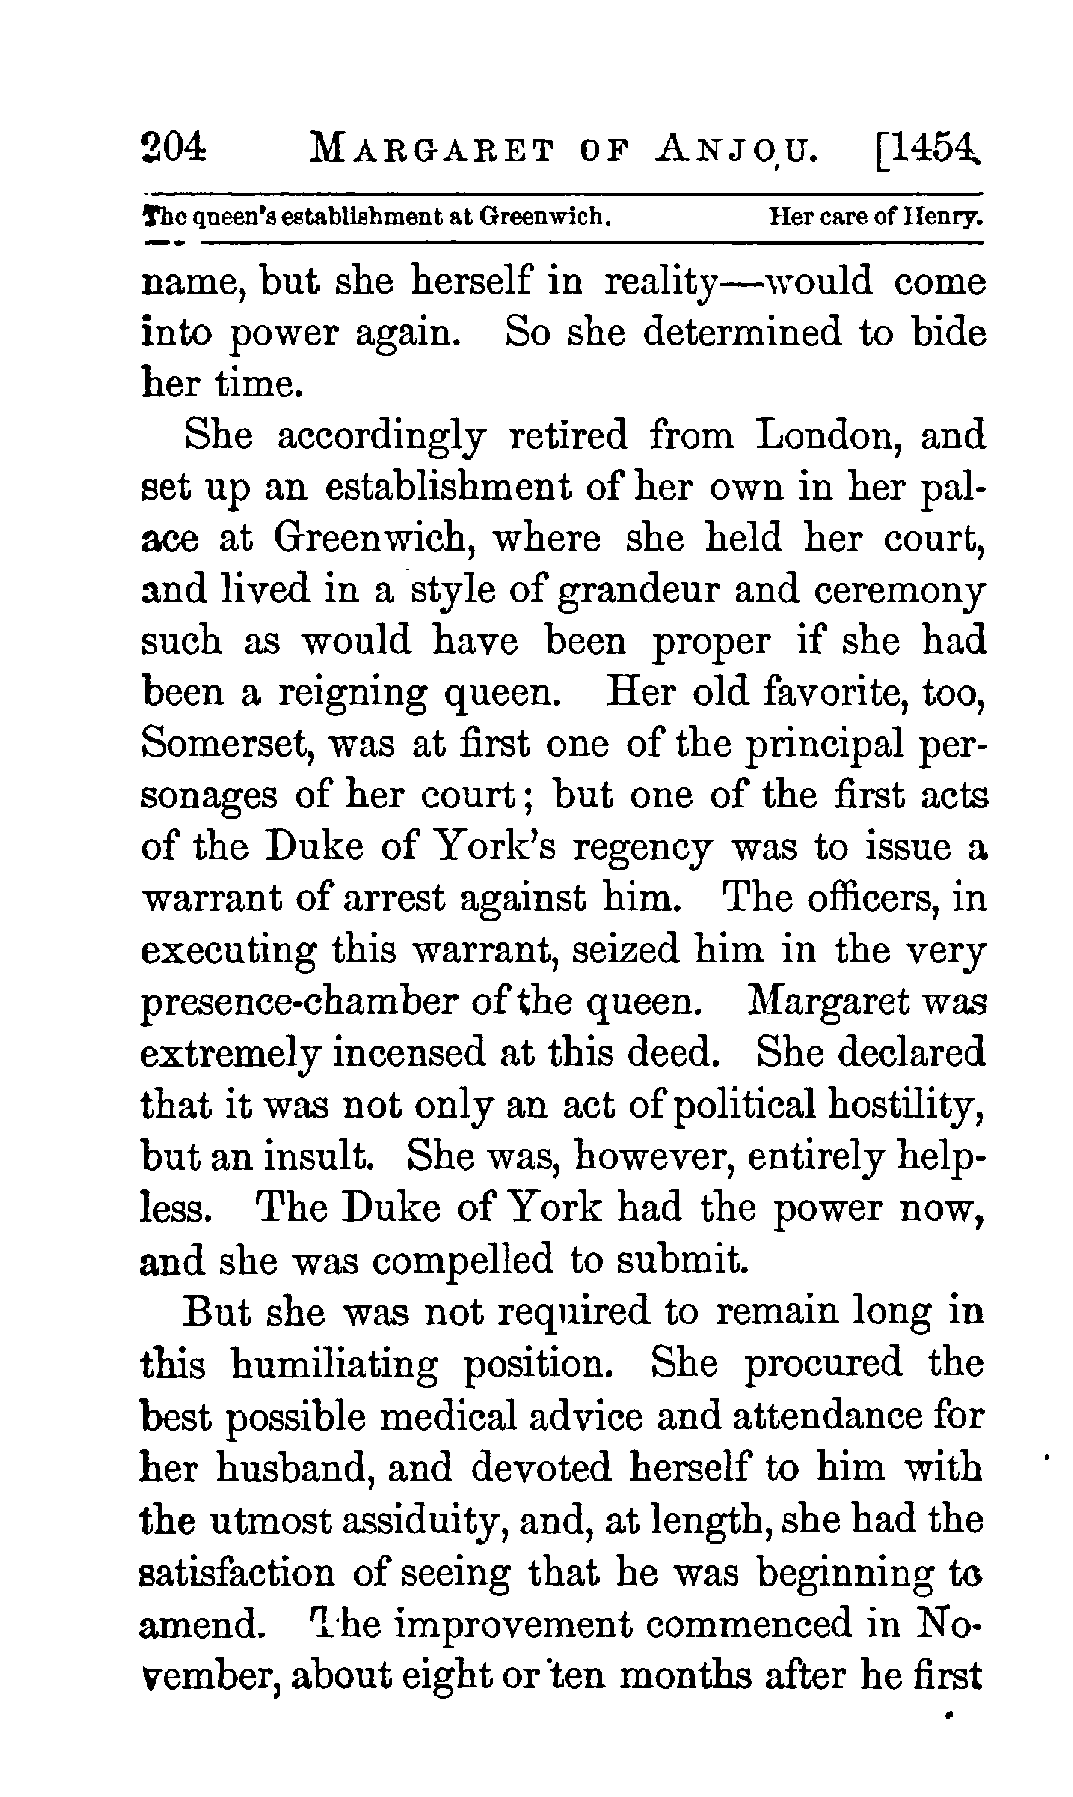 204 MARGARET OF ANJOU. [1454.
The queen's establishment at Greenwich. Her care of Henry.
name, but she herself in reality—would come
into power again. So she determined to bide
her time.
She accordingly retired from London, and
set up an establishment of her own in her pal-
ace at Greenwich, where she held her court,
and lived in a style of grandeur and ceremony
such as would have been proper if she had
been a reigning queen. Her old favorite, too,
Somerset, was at first one of the principal per-
sonages of her court; but one of the first acts
of the Duke of York's regency was to issue a
warrant of arrest against him. The officers, in
executing this warrant, seized him in the very
presence-chamber of the queen. Margaret was
extremely incensed at this deed. She declared
that it was not only an act of political hostility,
but an insult. She was, however, entirely help-
less. The Duke of York had the power now,
and she was compelled to submit.
But she was not required to remain long in
this humiliating position. She procured the
best possible medical advice and attendance for
her husband, and devoted herself to him with
the utmost assiduity, and, at length, she had the
satisfaction of seeing that he was beginning to
amend. The improvement commenced in No-
vember, about eight or ten months after he first